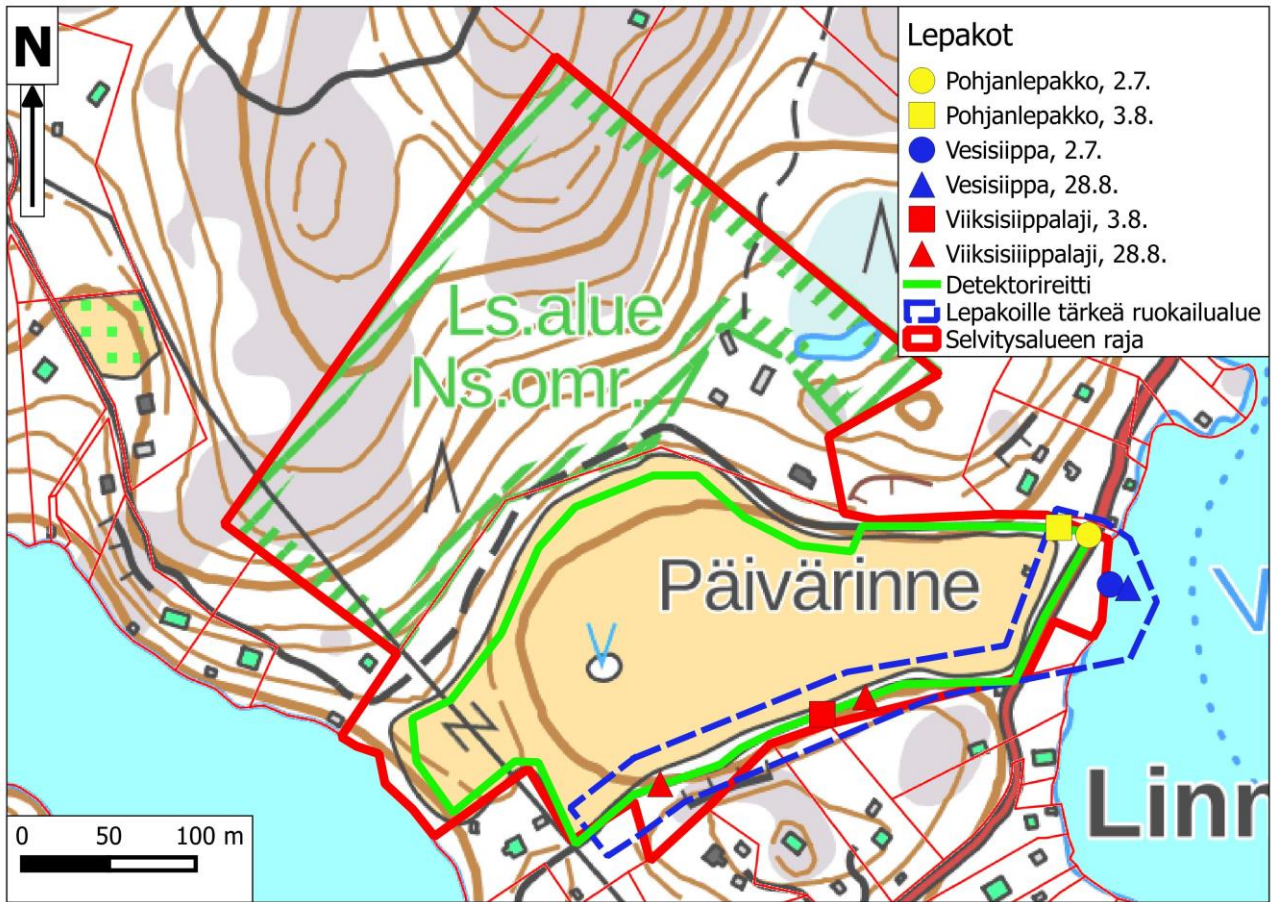 N
Lepakot
Pohjanlepakko, 2.7.
Pohjanlepakko, 3.8.
Vesisiippa, 2.7.
Vesisiippa, 28.8.
Viiksisiippalaji, 3.8.
Viiksisiiippalaji, 28.8.
Detektorireitti
Lepakoille tärkeä ruokailualue
Selvitysalueen raja
Ls.alue
Ns.omr.
Päivärinne
V
Linn
0 50 100 m